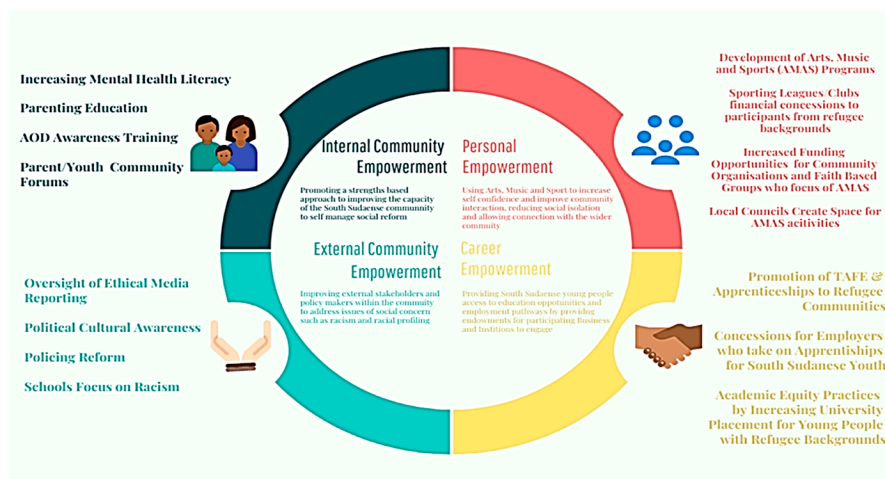 Increasing Mental Health Literacy
Parenting Education
AOD Awareness Training
Parent/Youth Community
Forums
Internal Community
Empowerment
Promoting a strengths based
approach to improving the capacity
of the South Sudaense communnity
to self manage social reform
Personal
Empowerment
Using Arts, Music and Sport to increase
self confidence and improve community
interaction, reducing social isolation
and allowing connection with the wider
commuity
Development of Arts, Music
and Sports (AMAS) Programs
Sporting Leagues/Clubs
financial concessions to
participants from refugee
backgrounds
Increased Funding
Opportunities for Community
Organisations and Faith Based
Groups who focus of AMAS
Local Councils Create Space for
AMAS acitivities
Oversight of Ethical Media
Reporting
Political Cultural Awareness
Policing Reform
Schools Focus on Racism
External Community
Empowerment
Improving external stakeholders and
policy makers within the commuity
to address issues of social concern
such as racism and racial profiling
Career
Empowerment
Providing South Sudaense young people
access to education oppotunities and
employment pathways by providing
endowments for participating Business
and Insitions to engage
Promotion of TAFE &
Apprenticeships to Refugee
Communities
Concessions for Employers
who take on Apprentiships
for South Sudanese Youth
Academic Equity Practices
by Increasing University
Placement for Young People
with Refugee Backgrounds